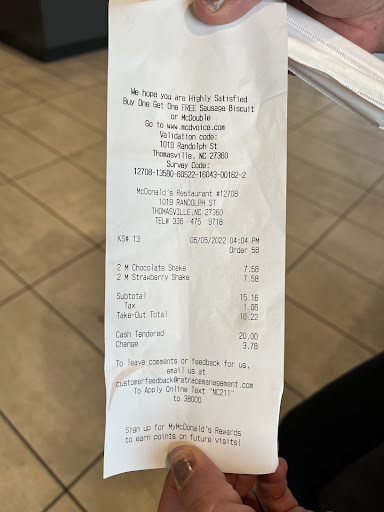 We hope you are Highly Satisfied
Buy One Get One FREE Sausage Biscuit
or McDouble
Go to www.mcdvoice.com
Validation code:
1019 Randolph St
Thomasville, NC 27360
Survey Code:
12708-13580-60522-16043-00162-2
McDonald's Restaurant #12708
1019 RANDOLPH ST
THOMASVILLE,NC 27360
TEL# 336 475 9718
KS# 13 06/05/2022 04:04 PM
Order 58
2 M Chocolate Shake 7.58
2 M Strawberry Shake 7.58
Subtotal 15.16
Tax 1.06
Take-Out Total 16.22
Cash Tendered 20.00
Change 3.78
To leave comments or feedback for us,
email us at
customerfeedback@ratracemanagement.com
To Apply Online Text "NC211"
to 38000
Sign up for MyMcDonald's Rewards
to earn points on future visits!